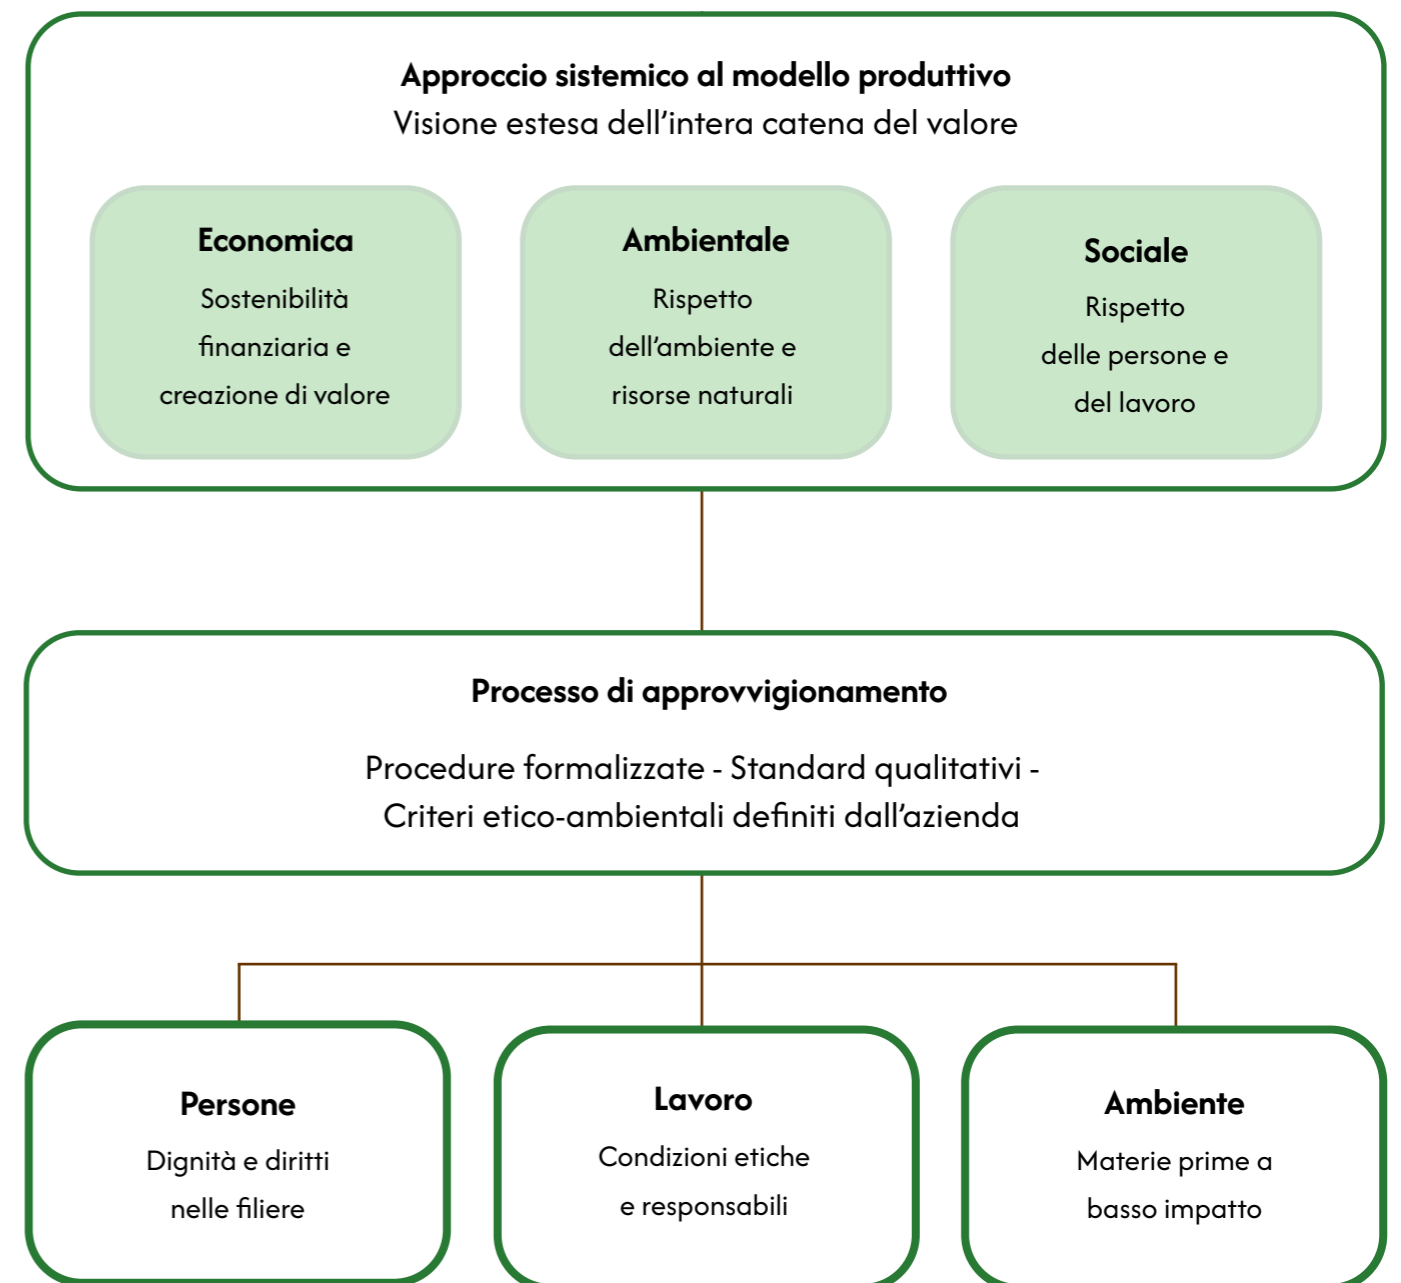 Approccio sistemico al modello produttivo
Visione estesa dell’intera catena del valore
Economica
Sostenibilità
finanziaria e
creazione di valore
Ambientale
Rispetto
dell’ambiente e
risorse naturali
Sociale
Rispetto
delle persone e
del lavoro
Processo di approvvigionamento
Procedure formalizzate - Standard qualitativi -
Criteri etico-ambientali definiti dall’azienda
Persone
Dignità e diritti
nelle filiere
Lavoro
Condizioni etiche
e responsabili
Ambiente
Materie prime a
basso impatto